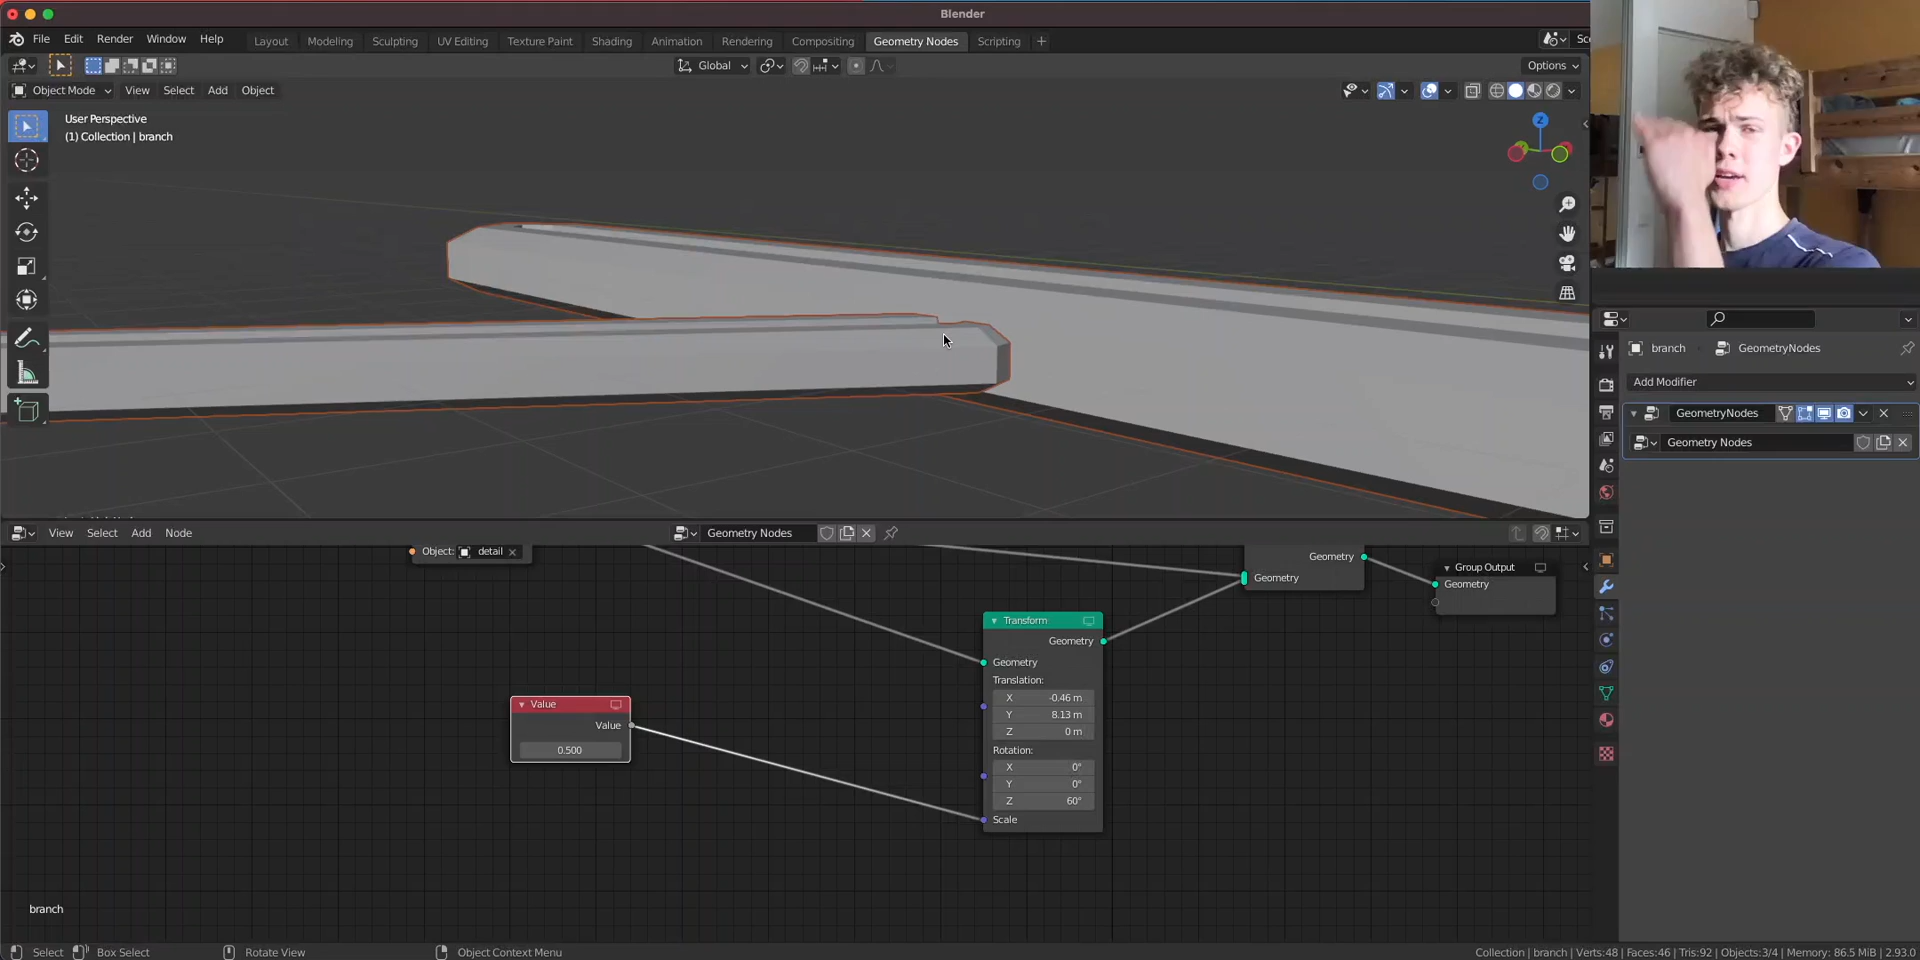 Blender
File Edit Render Window Help Layout Modeling Sculpting UV Editing Texture Paint Shading Animation Rendering Compositing Geometry Nodes Scripting + Sc
Global Options
Object Mode View Select Add Object
User Perspective
(1) Collection | branch
Z
branch GeometryNodes
Add Modifier
GeometryNodes
Geometry Nodes
View Select Add Node Geometry Nodes
Object: detail
Geometry
Geometry
Group Output
Geometry
Transform
Geometry
Geometry
Translation:
X -0.46 m
Y 8.13 m
Z 0 m
Rotation:
X 0°
Y 0°
Z 60°
Scale
Value
Value
0.500
branch
Select Box Select Rotate View Object Context Menu
Collection | branch | Verts:48 | Faces:46 | Tris:92 | Objects:3/4 | Memory: 86.5 MiB | 2.93.0